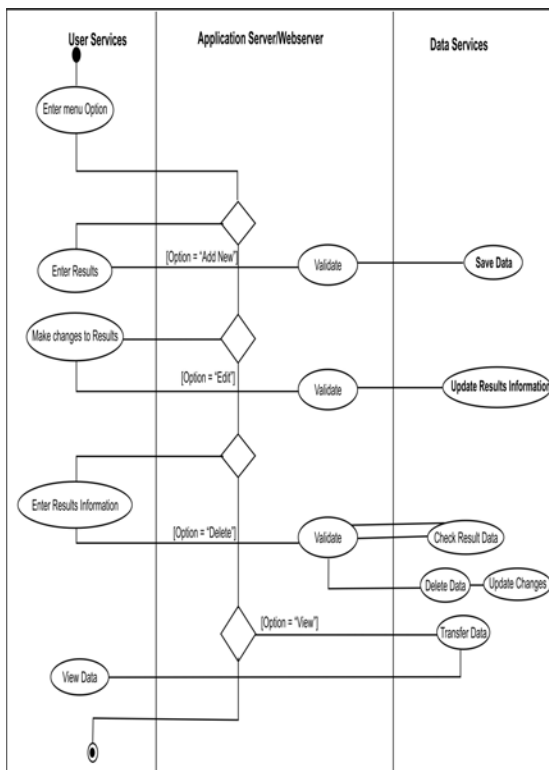 User Services
Application Server/Webserver
Data Services
Enter menu Option
[Option = "Add New"]
Enter Results
Validate
Save Data
Make changes to Results
[Option = "Edit"]
Validate
Update Results Information
Enter Results Information
[Option = "Delete"]
Validate
Check Result Data
Delete Data
Update Changes
[Option = "View"]
Transfer Data
View Data